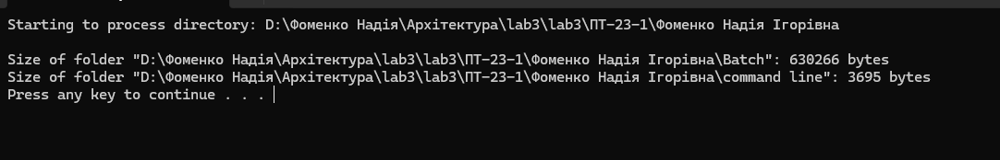 Starting to process directory: D:\Фоменко Надія\Архітектура\lab3\lab3\ПТ-23-1\Фоменко Надія Ігорівна
Size of folder "D:\Фоменко Надія\Архітектура\lab3\lab3\ПТ-23-1\Фоменко Надія Ігорівна\Batch": 630266 bytes
Size of folder "D:\Фоменко Надія\Архітектура\lab3\lab3\ПТ-23-1\Фоменко Надія Ігорівна\command line": 3695 bytes
Press any key to continue . . .